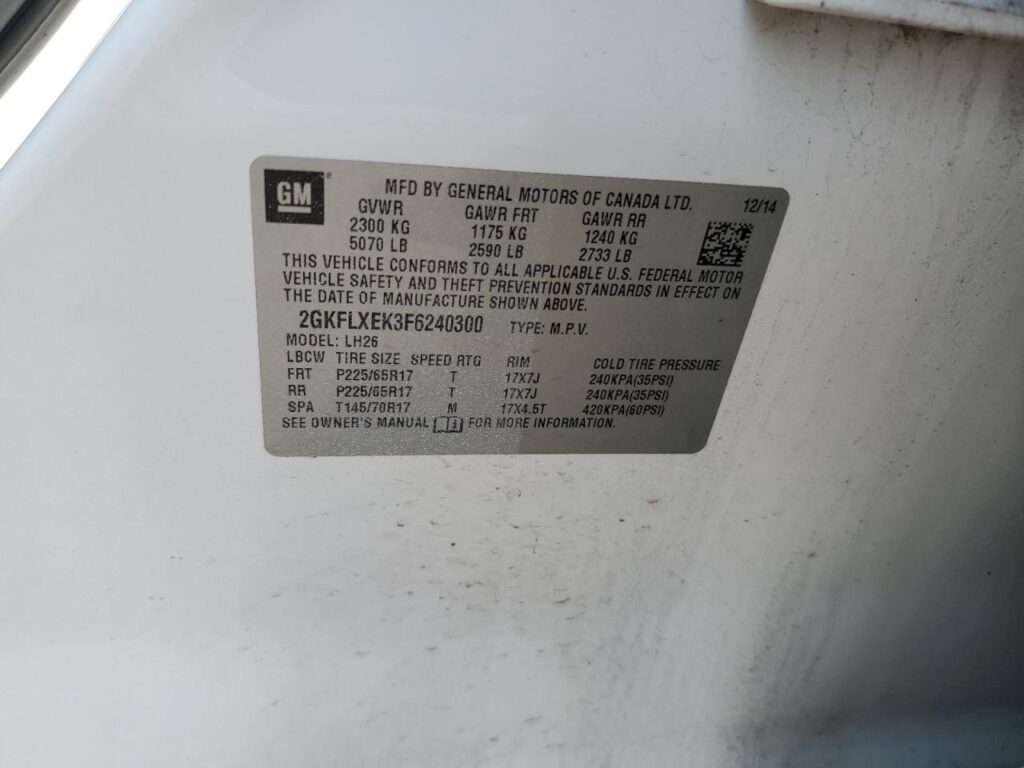 GM
MFD BY GENERAL MOTORS OF CANADA LTD. 12/14
GVWR GAWR FRT GAWR RR
2300 KG 1175 KG 1240 KG
5070 LB 2590 LB 2733 LB
THIS VEHICLE CONFORMS TO ALL APPLICABLE U.S. FEDERAL MOTOR
VEHICLE SAFETY AND THEFT PREVENTION STANDARDS IN EFFECT ON
THE DATE OF MANUFACTURE SHOWN ABOVE.
2GKFLXEK3F6240300 TYPE: M.P.V.
MODEL: LH26
LBCW TIRE SIZE SPEED RTG RIM COLD TIRE PRESSURE
FRT P225/65R17 T 17X7J 240KPA(35PSI)
RR P225/65R17 T 17X7J 240KPA(35PSI)
SPA T145/70R17 M 17X4.5T 420KPA(60PSI)
SEE OWNER'S MANUAL FOR MORE INFORMATION.